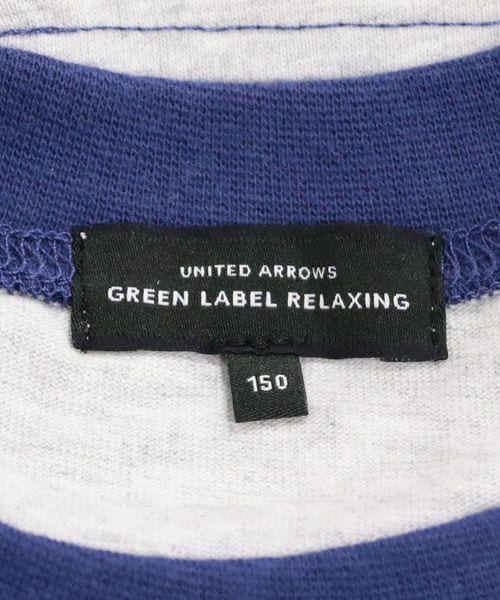 UNITED ARROWS
GREEN LABEL RELAXING
150